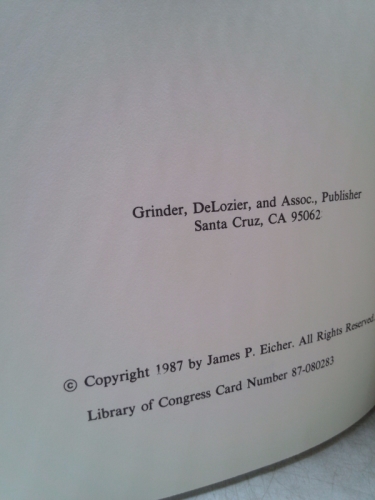 Grinder, DeLozier, and Assoc., Publisher
Santa Cruz, CA 95062
© Copyright 1987 by James P. Eicher. All Rights Reserved.
Library of Congress Card Number 87-080283